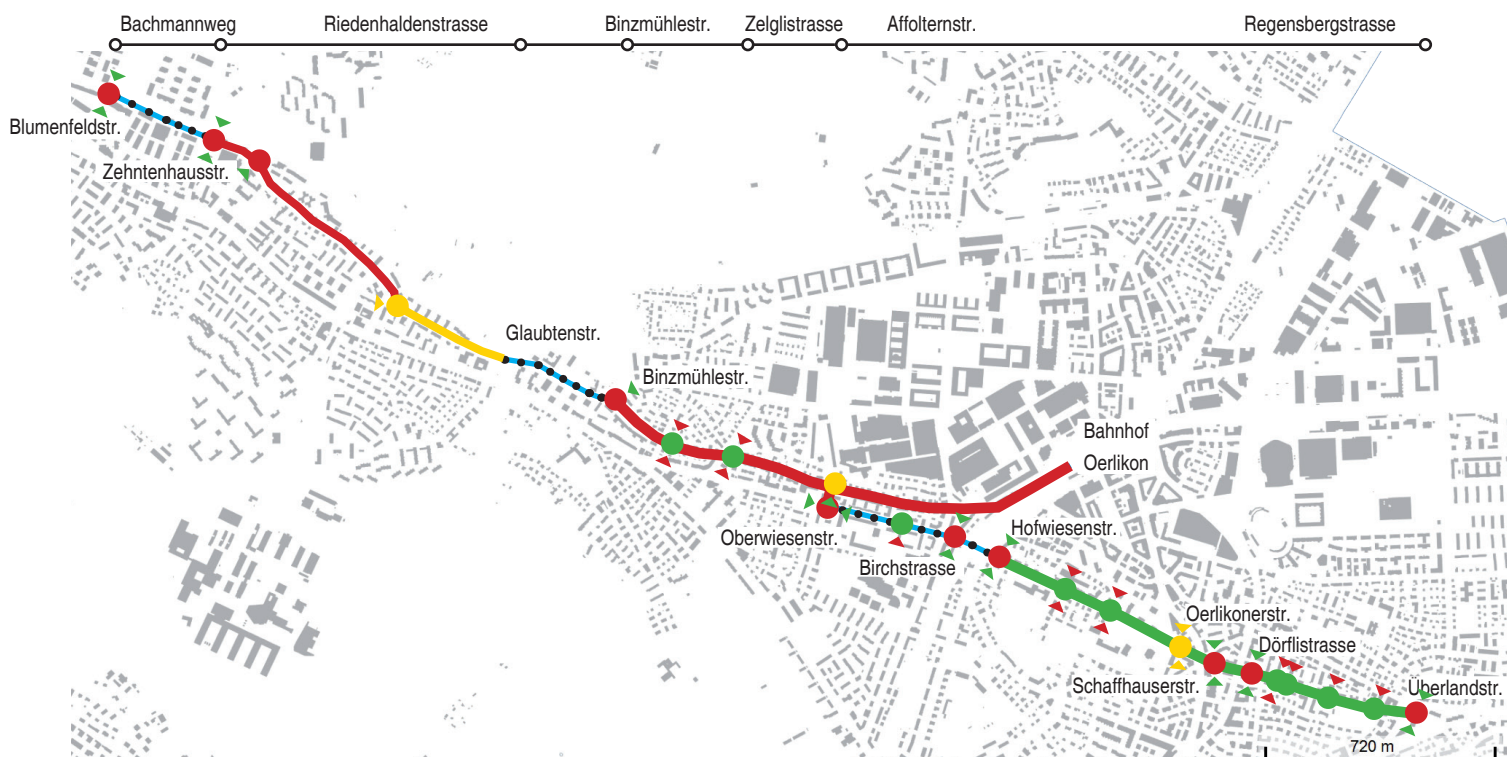 Bachmannweg
Riedenhaldenstrasse
Binzmühlestr.
Zelglistrasse
Affolternstr.
Regensbergstrasse
Blumenfeldstr.
Zehntenhausstr.
Glaubtenstr.
Binzmühlestr.
Bahnhof
Oerlikon
Oberwiesenstr.
Hofwiesenstr.
Birchstrasse
Oerlikonerstr.
Dörflistrasse
Schaffhauserstr.
Überlandstr.
720 m